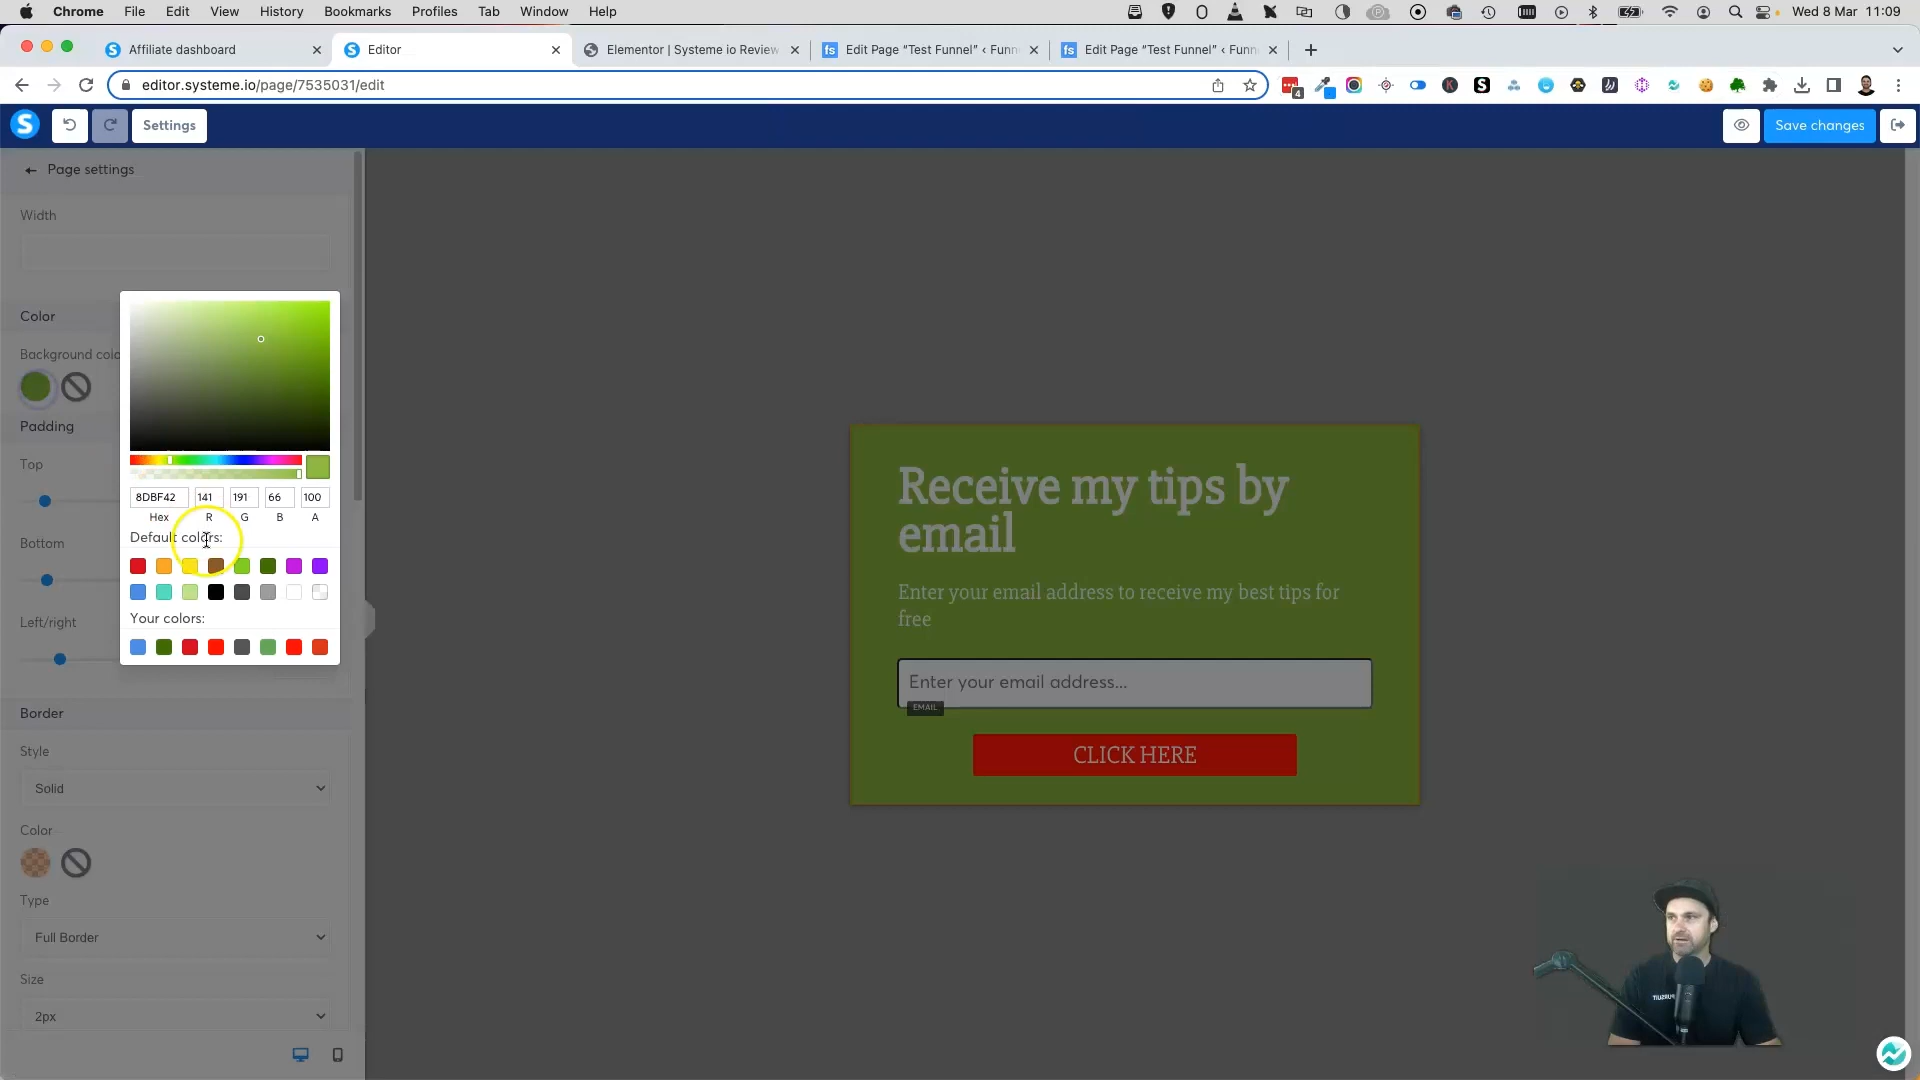 Chrome File Edit View History Bookmarks Profiles Tab Window Help Wed 8 Mar 11:09
Affiliate dashboard
Editor
Elementor | Systeme io Review
Edit Page “Test Funnel” ‹ Funn
Edit Page “Test Funnel” ‹ Funn
editor.systeme.io/page/7535031/edit
4
Settings
Save changes
Page settings
Width
Color
Background colo
Padding
Top
Bottom
Left/right
8DBF42 141 191 66 100
Hex R G B A
Default colors:
Your colors:
Border
Style
Solid
Color
Type
Full Border
Size
2px
Receive my tips by
email
Enter your email address to receive my best tips for
free
Enter your email address...
EMAIL
CLICK HERE